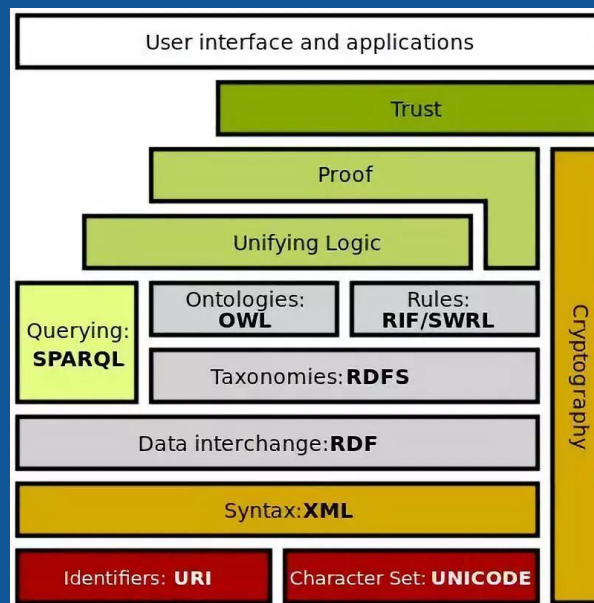 User interface and applications
Trust
Proof
Unifying Logic
Querying:
SPARQL
Ontologies:
OWL
Rules:
RIF/SWRL
Taxonomies:RDFS
Data interchange:RDF
Syntax:XML
Identifiers: URI
Character Set: UNICODE
Cryptography